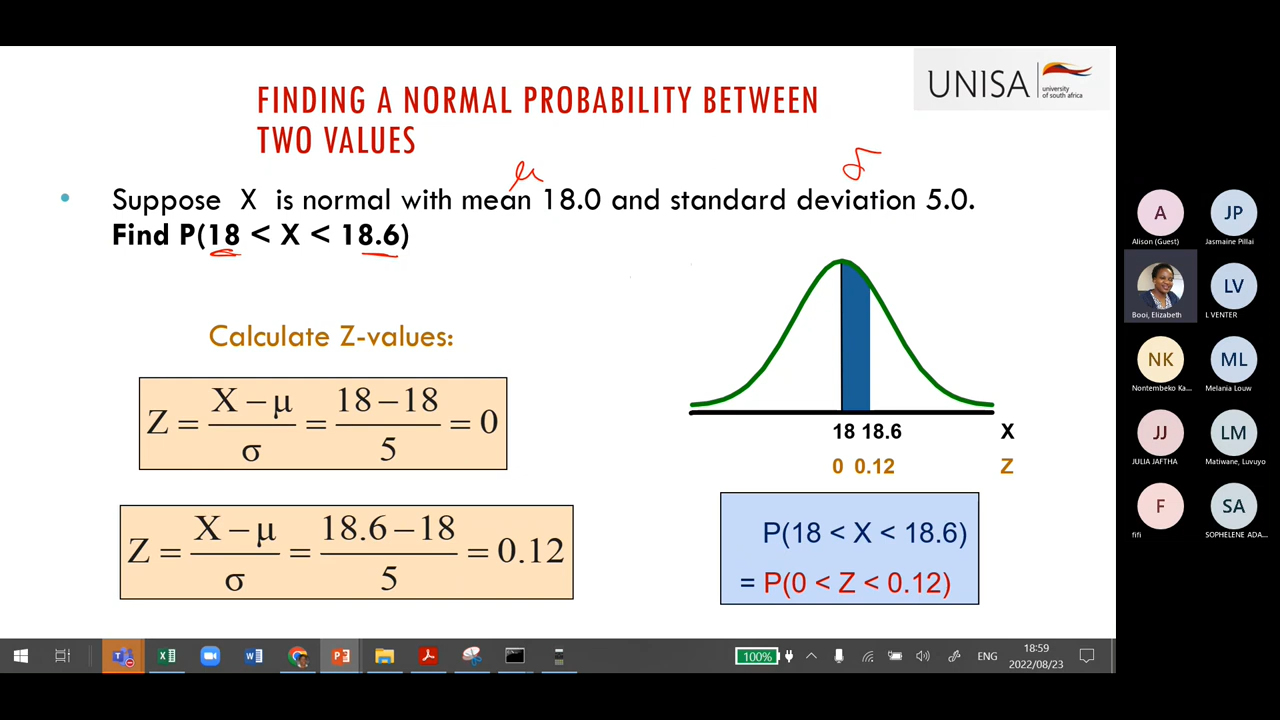 FINDING A NORMAL PROBABILITY BETWEEN
TWO VALUES
UNISA
university
of south africa
μ
σ
• Suppose X is normal with mean 18.0 and standard deviation 5.0.
Find P(18 < X < 18.6)
Calculate Z-values:
Z = (X − μ)/σ = (18 − 18)/5 = 0
Z = (X − μ)/σ = (18.6 − 18)/5 = 0.12
18 18.6 X
0 0.12 Z
P(18 < X < 18.6)
= P(0 < Z < 0.12)
A
Alison (Guest)
JP
Jasmaine Pillai
Booi, Elizabeth
LV
L VENTER
NK
Nontembeko Ka...
ML
Melania Louw
JJ
JULIA JAFTHA
LM
Matiwane, Luvuyo
F
fifi
SA
SOPHELENE ADA...
100%
ENG
18:59
2022/08/23